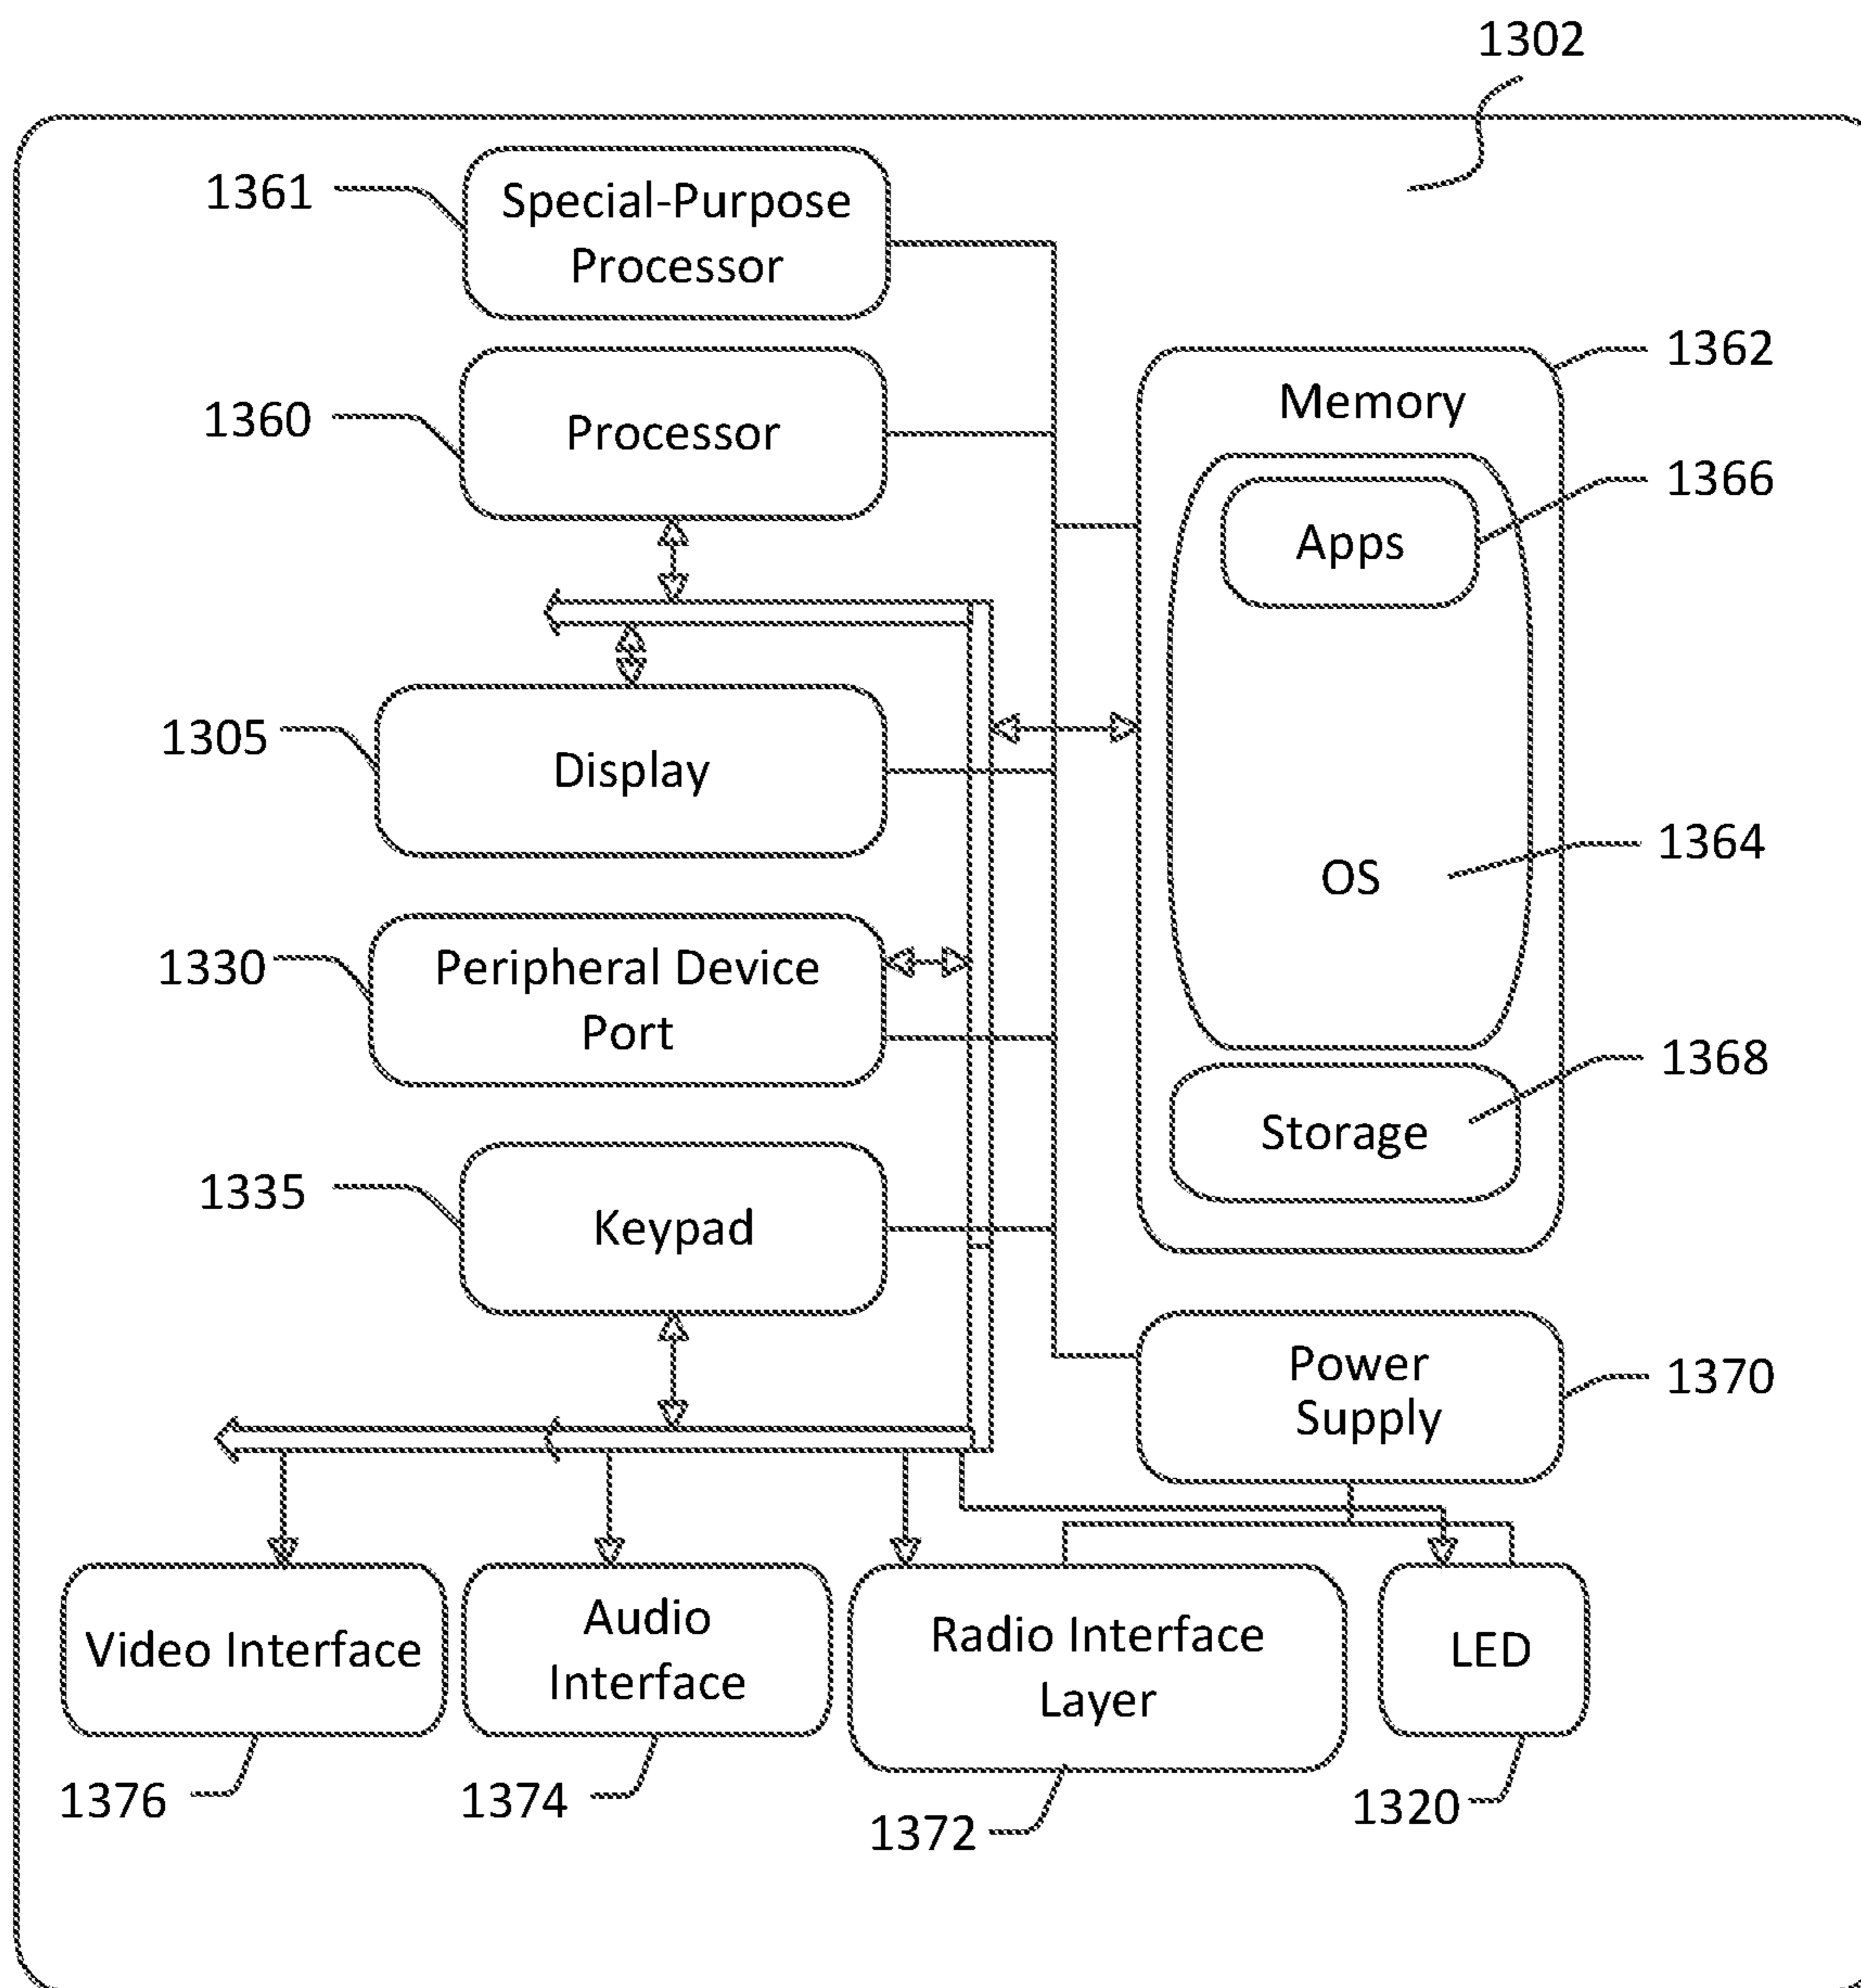 1302
1361
Special-Purpose
Processor
1362
Memory
1360
Processor
1366
Apps
1305
Display
1364
OS
1330
Peripheral Device
Port
1368
Storage
1335
Keypad
Power
Supply
1370
Video Interface
Audio
Interface
Radio Interface
Layer
LED
1376
1374
1372
1320